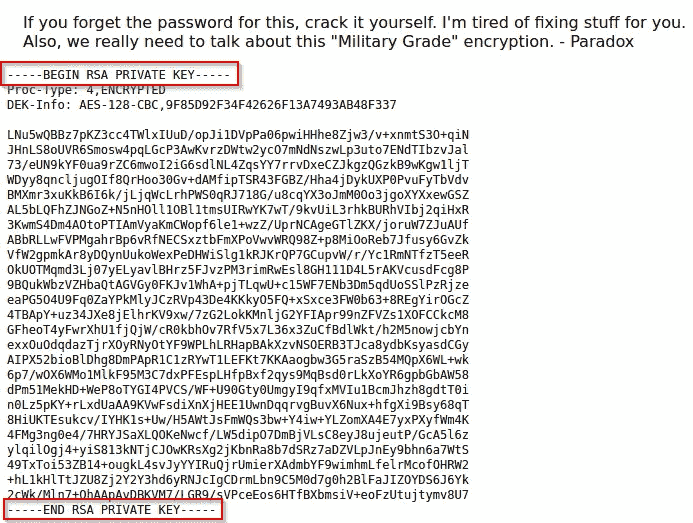 If you forget the password for this, crack it yourself. I'm tired of fixing stuff for you.
Also, we really need to talk about this "Military Grade" encryption. - Paradox
-----BEGIN RSA PRIVATE KEY-----
Proc-Type: 4,ENCRYPTED
DEK-Info: AES-128-CBC,9F85D92F34F42626F13A7493AB48F337
LNu5wQBBz7pKZ3cc4TWlxIUuD/opJi1DVpPa06pwiHHhe8Zjw3/v+xnmtS3O+qiN
JHnLS8oUVR6Smosw4pqLGcP3AwKvrzDWtw2ycO7mNdNszwLp3uto7ENdTIbzvJal
73/eUN9kYF0ua9rZC6mwoI2iG6sdlNL4ZqsYY7rrvDxeCZJkgzQGzkB9wKgw1ljT
WDyy8qncljugOIf8QrHoo30Gv+dAMfipTSR43FGBZ/Hha4jDykUXP0PvuFyTbVdv
BMXmr3xuKkB6I6k/jLjqWcLrhPWS0qRJ718G/u8cqYX3oJmM0Oo3jgoXYXxewGSZ
AL5bLQFhZJNGoZ+N5nHOll1OBl1tmsUIRwYK7wT/9kvUiL3rhkBURhVIbj2qiHxR
3KwmS4Dm4AOtoPTIAmVyaKmCWopf6le1+wzZ/UprNCAgeGTlZKX/joruW7ZJuAUf
ABbRLLwFVPMgahrBp6vRfNECSxztbFmXPoVwvWRQ98Z+p8MiOoReb7Jfusy6GvZk
VfW2gpmkAr8yDQynUukoWexPeDHWiSlg1kRJKrQP7GCupvW/r/Yc1RmNTfzT5eeR
OkUOTMqmd3Lj07yELyavlBHrz5FJvzPM3rimRwEsl8GH111D4L5rAKVcusdFcg8P
9BQukWbzVZHbaQtAGVGy0FKJv1WhA+pjTLqwU+c15WF7ENb3Dm5qdUoSSlPzRjze
eaPG5O4U9Fq0ZaYPkMlyJCzRVp43De4KKkyO5FQ+xSxce3FW0b63+8REgYirOGcZ
4TBApY+uz34JXe8jElhrKV9xw/7zG2LokKMnljG2YFIApr99nZFVZs1XOFCCkcM8
GFheoT4yFwrXhU1fjQjW/cR0kbhOv7RfV5x7L36x3ZuCfBdlWkt/h2M5nowjcbYn
exxOuOdqdazTjrXOyRNyOtYF9WPLhLRHapBAkXzvNSOERB3TJca8ydbKsyasdCGy
AIPX52bioBlDhg8DmPApR1C1zRYwT1LEFKt7KKAaogbw3G5raSzB54MQpX6WL+wk
6p7/wOX6WMo1MlkF95M3C7dxPFEspLHfpBxf2qys9MqBsd0rLkXoYR6gpbGbAW58
dPm51MekHD+WeP8oTYGI4PVCS/WF+U90Gty0UmgyI9qfxMVIu1BcmJhzh8gdtT0i
n0Lz5pKY+rLxdUaAA9KVwFsdiXnXjHEE1UwnDqqrvgBuvX6Nux+hfgXi9Bsy68qT
8HiUKTEsukcv/IYHK1s+Uw/H5AWtJsFmWQs3bw+Y4iw+YLZomXA4E7yxPXyfWm4K
4FMg3ng0e4/7HRYJSaXLQOKeNwcf/LW5dipO7DmBjVLsC8eyJ8ujeutP/GcA5l6z
ylqilOgj4+yiS813kNTjCJOwKRsXg2jKbnRa8b7dSRz7aDZVLpJnEy9bhn6a7WtS
49TxToi53ZB14+ougkL4svJyYYIRuQjrUmierXAdmbYF9wimhmLfelrMcofOHRW2
+hL1kHlTtJZU8Zj2Y2Y3hd6yRNJcIgCDrmLbn9C5M0d7g0h2BlFaJIZOYDS6J6Yk
2cWk/Mln7+OhAApAvDBKVM7/LGR9/sVPceEos6HTfBXbmsiV+eoFzUtujtymv8U7
-----END RSA PRIVATE KEY-----